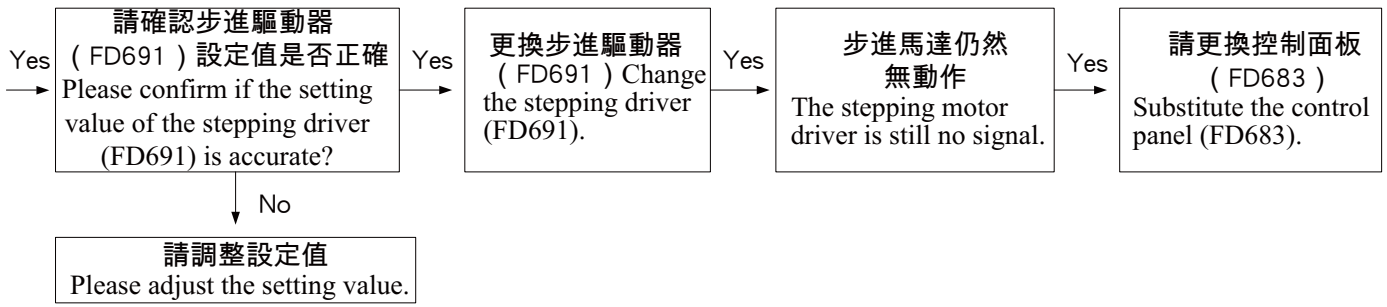 Yes
請確認步進驅動器
（FD691）設定值是否正確
Please confirm if the setting
value of the stepping driver
(FD691) is accurate?
Yes
更換步進驅動器
（FD691）Change
the stepping driver
(FD691).
Yes
步進馬達仍然
無動作
The stepping motor
driver is still no signal.
Yes
請更換控制面板
（FD683）
Substitute the control
panel (FD683).
No
請調整設定值
Please adjust the setting value.